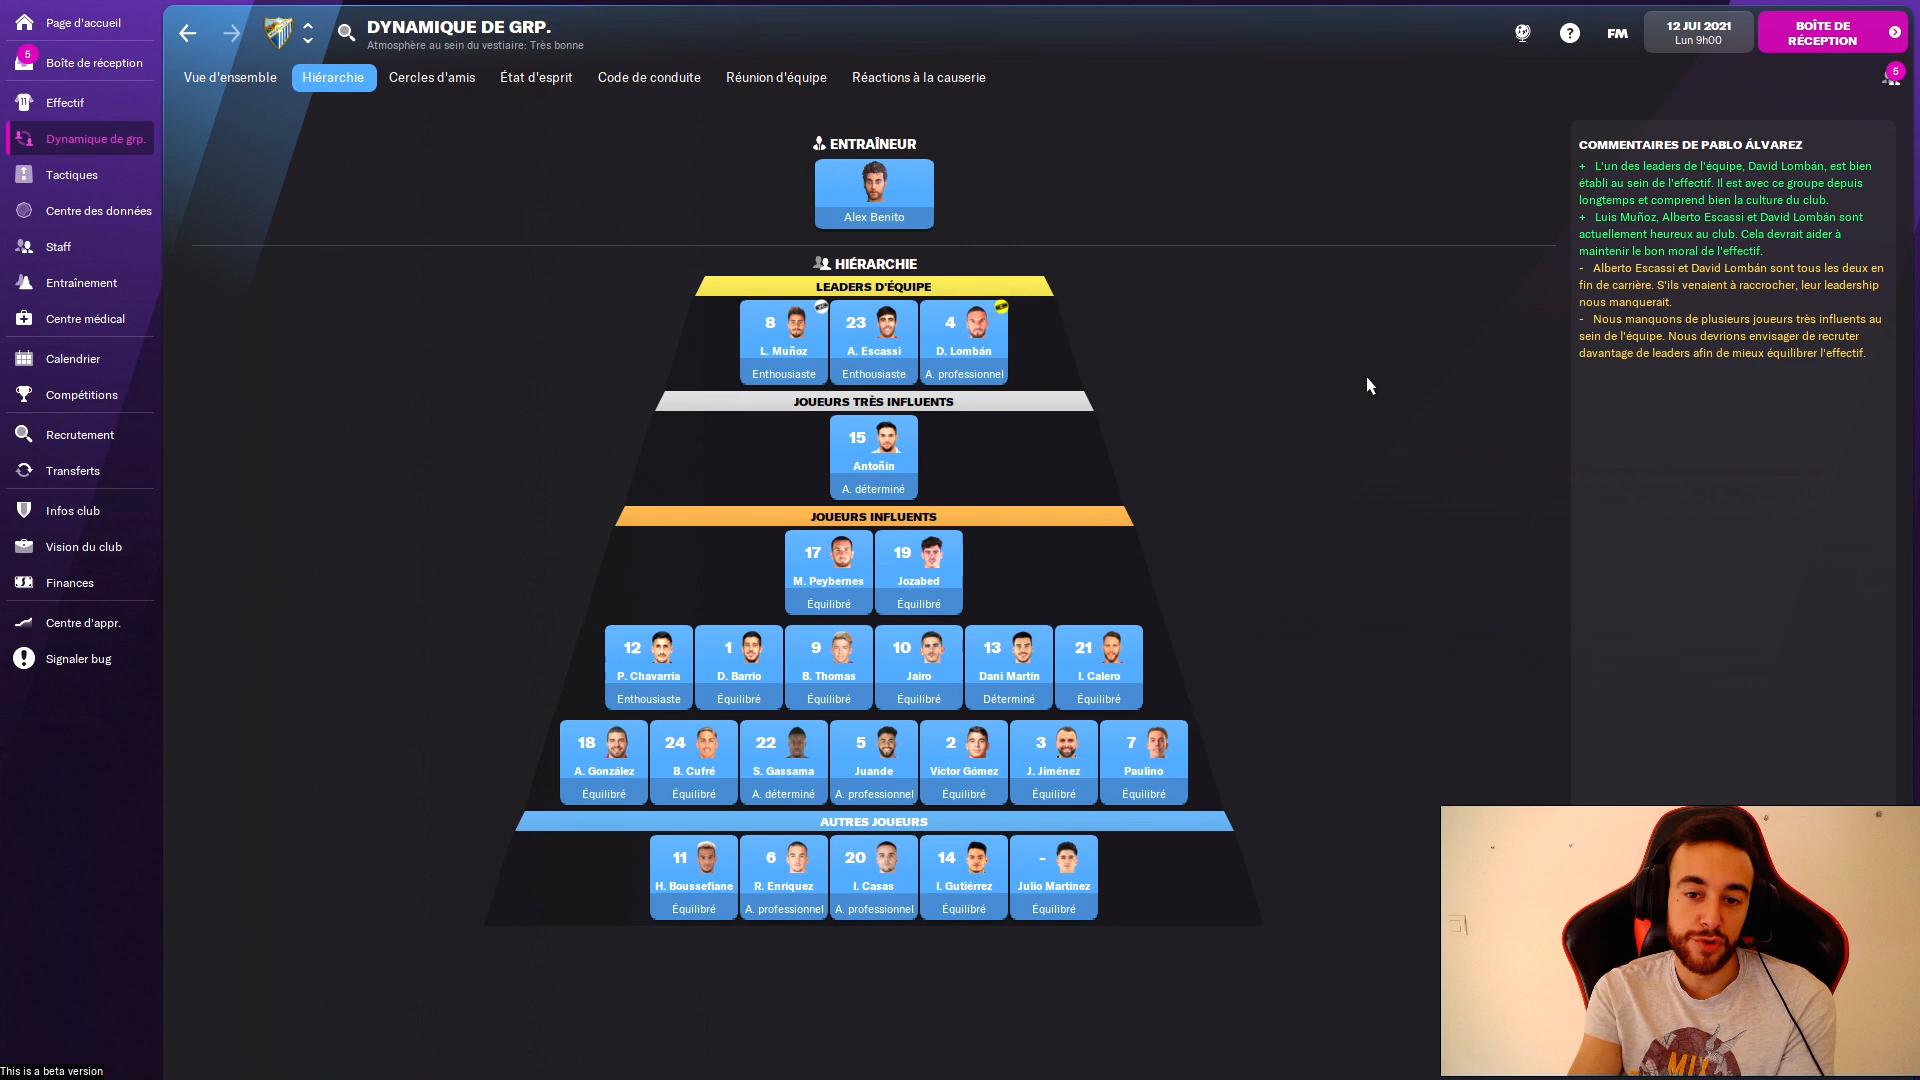 Page d'accueil
5
Boîte de réception
Effectif
Dynamique de grp.
Tactiques
Centre des données
Staff
Entraînement
Centre médical
Calendrier
Compétitions
Recrutement
Transferts
Infos club
Vision du club
Finances
Centre d'appr.
Signaler bug
This is a beta version
DYNAMIQUE DE GRP.
Atmosphère au sein du vestiaire: Très bonne
FM
12 JUI 2021
Lun 9h00
BOÎTE DE
RÉCEPTION
Vue d'ensemble
Hiérarchie
Cercles d'amis
État d'esprit
Code de conduite
Réunion d'équipe
Réactions à la causerie
5
ENTRAÎNEUR
Alex Benito
HIÉRARCHIE
LEADERS D'ÉQUIPE
8 23 4
L. Muñoz A. Escassi D. Lombán
Enthousiaste Enthousiaste A. professionnel
JOUEURS TRÈS INFLUENTS
15
Antoñín
A. déterminé
JOUEURS INFLUENTS
17 19
M. Peybernes Jozabed
Équilibré Équilibré
12 1 9 10 13 21
P. Chavarría D. Barrio B. Thomas Jairo Dani Martín I. Calero
Enthousiaste Équilibré Équilibré Équilibré Déterminé Équilibré
18 24 22 5 2 3 7
A. González B. Cufré S. Gassama Juande Víctor Gómez J. Jiménez Paulino
Équilibré Équilibré A. déterminé A. professionnel Équilibré Équilibré Équilibré
AUTRES JOUEURS
11 6 20 14 -
H. Boussefiane R. Enríquez I. Casas I. Gutiérrez Julio Martínez
Équilibré A. professionnel A. professionnel Équilibré Équilibré
COMMENTAIRES DE PABLO ÁLVAREZ
+ L'un des leaders de l'équipe, David Lombán, est bien
établi au sein de l'effectif. Il est avec ce groupe depuis
longtemps et comprend bien la culture du club.
+ Luis Muñoz, Alberto Escassi et David Lombán sont
actuellement heureux au club. Cela devrait aider à
maintenir le bon moral de l'effectif.
- Alberto Escassi et David Lombán sont tous les deux en
fin de carrière. S'ils venaient à raccrocher, leur leadership
nous manquerait.
- Nous manquons de plusieurs joueurs très influents au
sein de l'équipe. Nous devrions envisager de recruter
davantage de leaders afin de mieux équilibrer l'effectif.